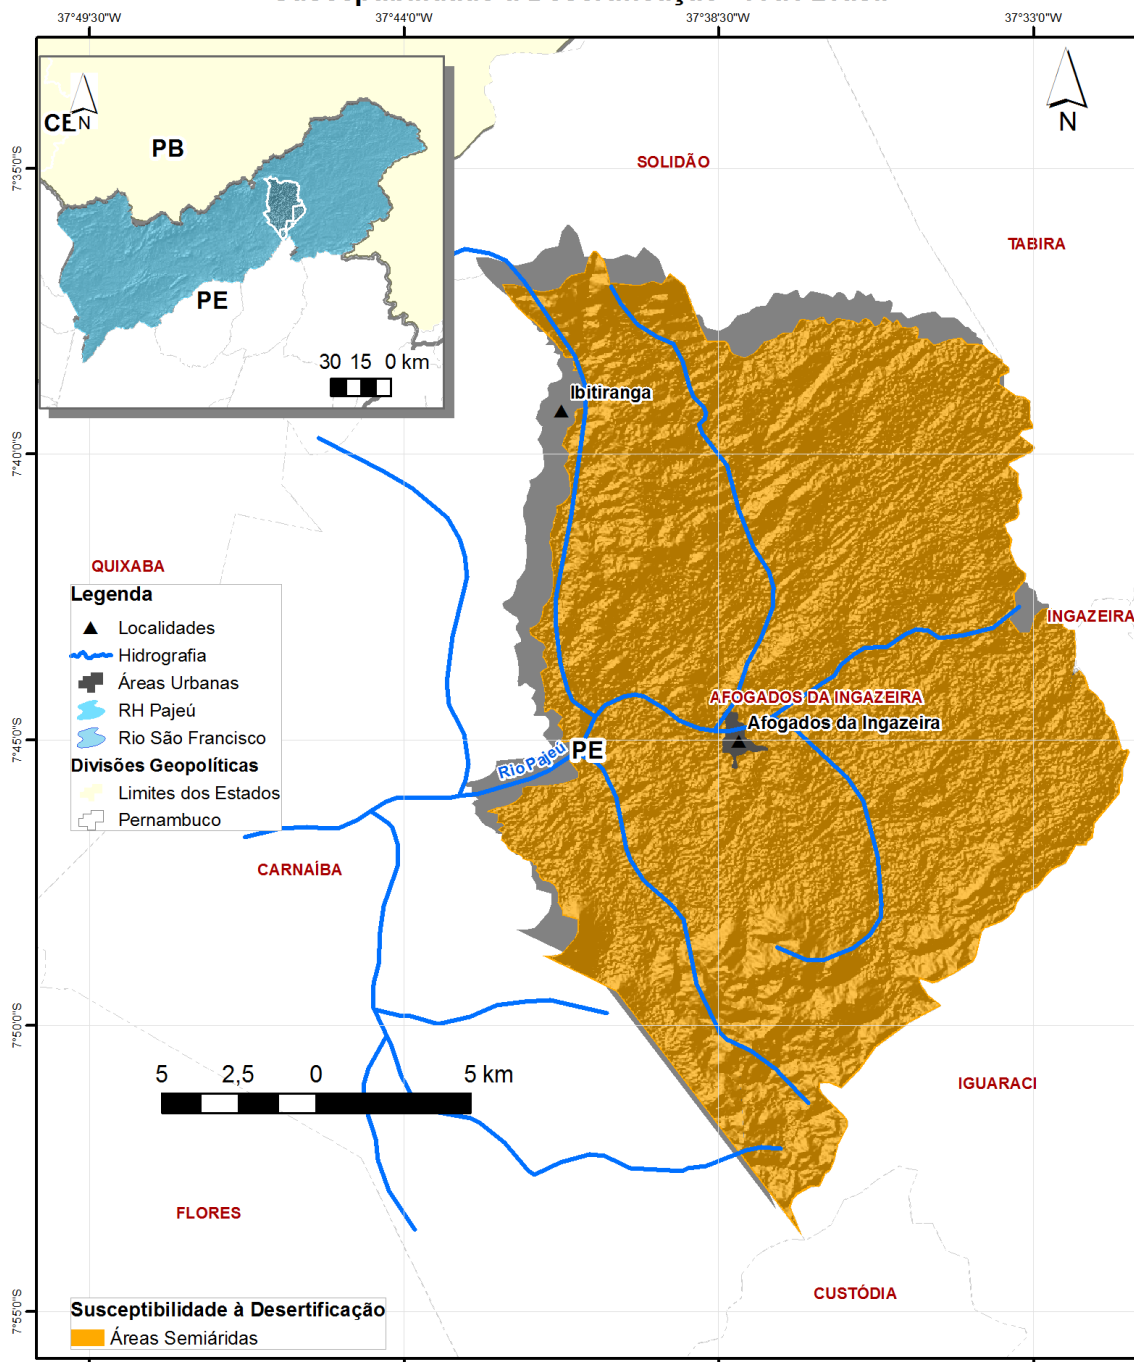 37°49'30"W
37°44'0"W
37°38'30"W
37°33'0"W
7°35'0"S
7°40'0"S
7°45'0"S
7°50'0"S
7°55'0"S
N
CE
PB
PE
30 15 0 km
N
SOLIDÃO
TABIRA
Ibitiranga
QUIXABA
INGAZEIRA
AFOGADOS DA INGAZEIRA
Afogados da Ingazeira
PE
Rio Pajeú
Legenda
Localidades
Hidrografia
Áreas Urbanas
RH Pajeú
Rio São Francisco
Divisões Geopolíticas
Limites dos Estados
Pernambuco
CARNAÍBA
5 2,5 0 5 km
IGUARACI
FLORES
CUSTÓDIA
Susceptibilidade à Desertificação
Áreas Semiáridas